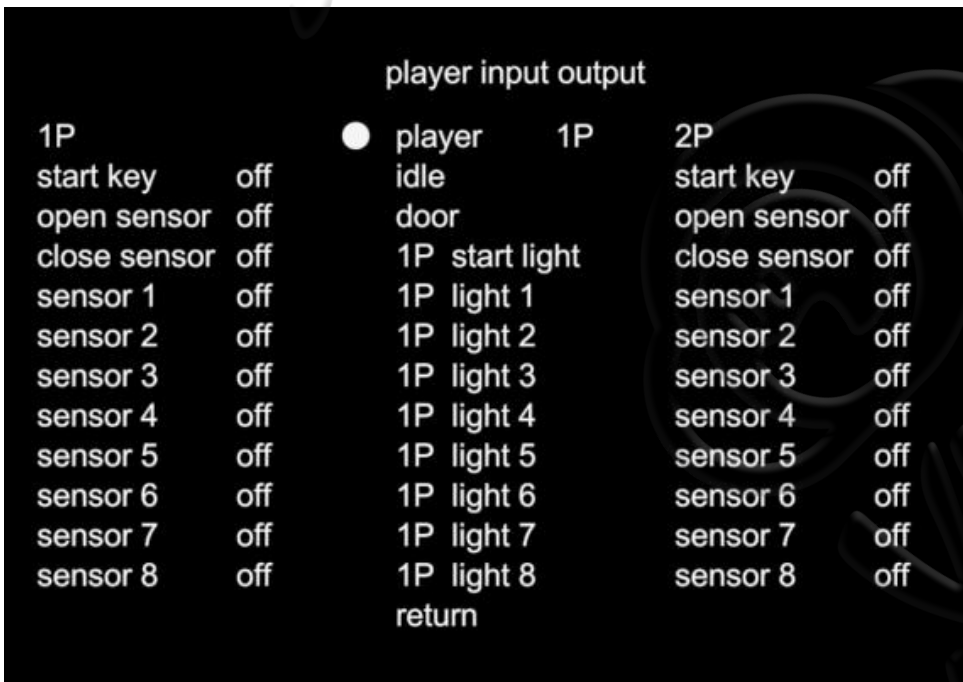 player input output
1P player 1P 2P
start key off idle start key off
open sensor off door open sensor off
close sensor off 1P start light close sensor off
sensor 1 off 1P light 1 sensor 1 off
sensor 2 off 1P light 2 sensor 2 off
sensor 3 off 1P light 3 sensor 3 off
sensor 4 off 1P light 4 sensor 4 off
sensor 5 off 1P light 5 sensor 5 off
sensor 6 off 1P light 6 sensor 6 off
sensor 7 off 1P light 7 sensor 7 off
sensor 8 off 1P light 8 sensor 8 off
return